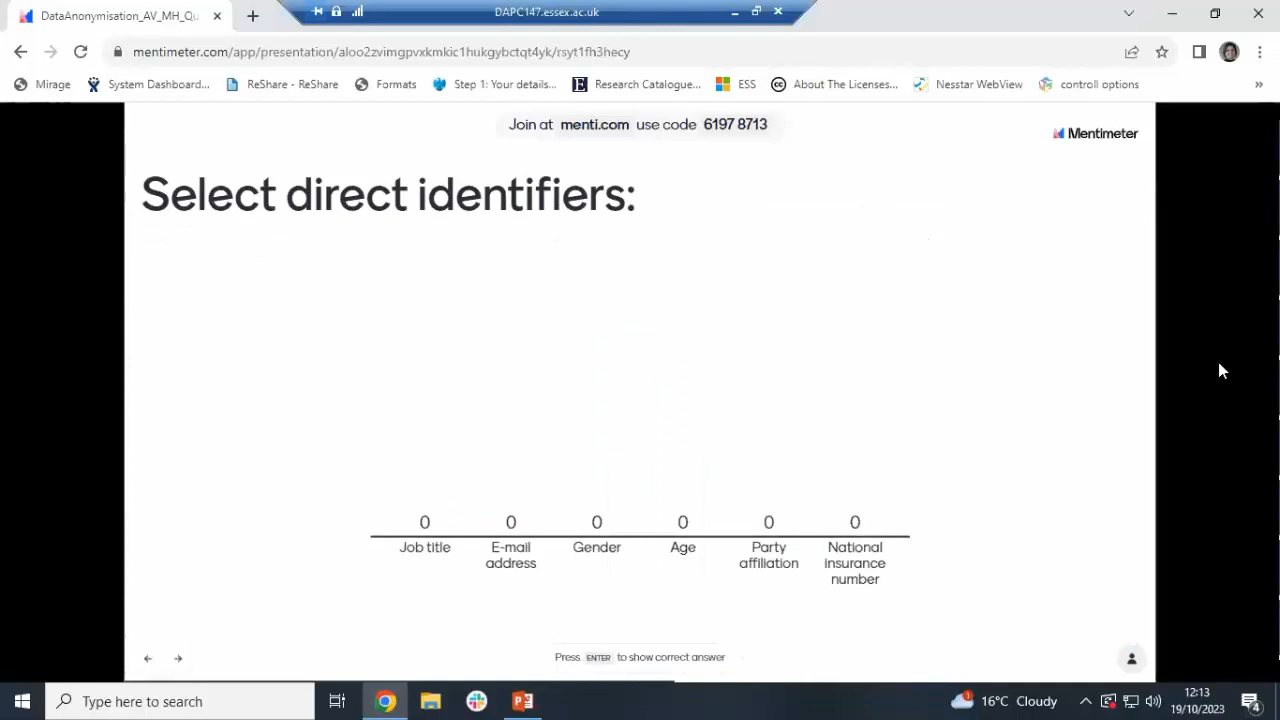 DataAnonymisation_AV_MH_Qu
DAPC147.essex.ac.uk
mentimeter.com/app/presentation/aloo2zvimgpvxkmkic1hukgybctqt4yk/rsyt1fh3hecy
Mirage
System Dashboard...
ReShare - ReShare
Formats
Step 1: Your details...
Research Catalogue...
ESS
About The Licenses...
Nesstar WebView
controll options
Join at menti.com use code 6197 8713
Mentimeter
Select direct identifiers:
0 0 0 0 0 0
Job title
E-mail
address
Gender
Age
Party
affiliation
National
insurance
number
Press ENTER to show correct answer
Type here to search
1
16°C Cloudy
12:13
19/10/2023
4